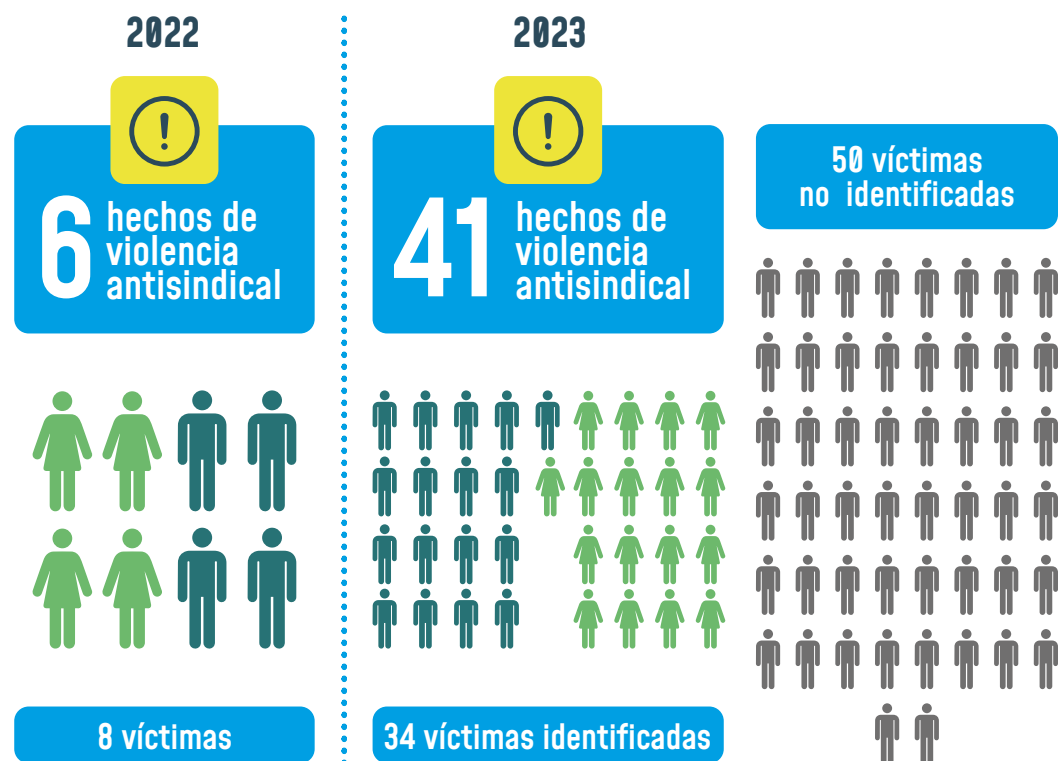 2022
!
6
hechos de
violencia
antisindical
8 víctimas
2023
!
41
hechos de
violencia
antisindical
34 víctimas identificadas
50 víctimas
no identificadas